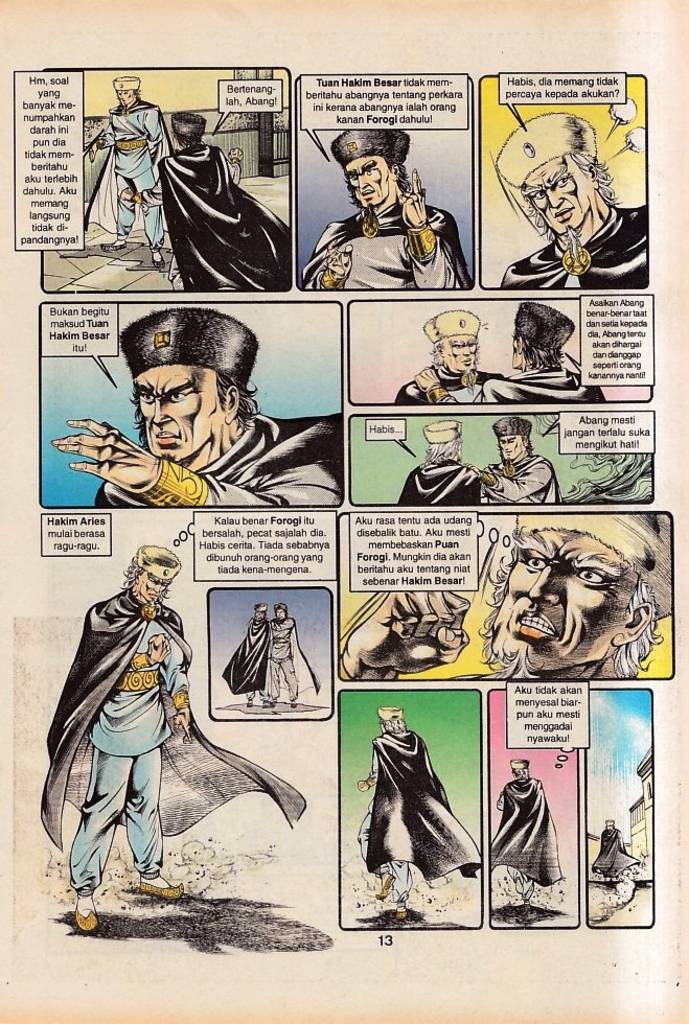 Hm, soal
yang
banyak me-
numpahkan
darah ini
pun dia
tidak mem-
beritahu
aku terlebih
dahulu. Aku
memang
langsung
tidak di-
pandangnya!
Bertenang-
lah, Abang!
Tuan Hakim Besar tidak mem-
beritahu abangnya tentang perkara
ini kerana abangnya ialah orang
kanan Forogi dahulu!
Habis, dia memang tidak
percaya kepada akukan?
Bukan begitu
maksud Tuan
Hakim Besar
itu!
Asalkan Abang
benar-benar taat
dan setia kepada
dia, Abang tentu
akan dihargai
dan dianggap
seperti orang
kanannya nanti!
Habis...
Abang mesti
jangan terlalu suka
mengikut hati!
Hakim Aries
mulai berasa
ragu-ragu.
Kalau benar Forogi itu
bersalah, pecat sajalah dia.
Habis cerita. Tiada sebabnya
dibunuh orang-orang yang
tiada kena-mengena.
Aku rasa tentu ada udang
disebalik batu. Aku mesti
membebaskan Puan
Forogi. Mungkin dia akan
beritahu aku tentang niat
sebenar Hakim Besar!
Aku tidak akan
menyesal biar-
pun aku mesti
menggadai
nyawaku!
13